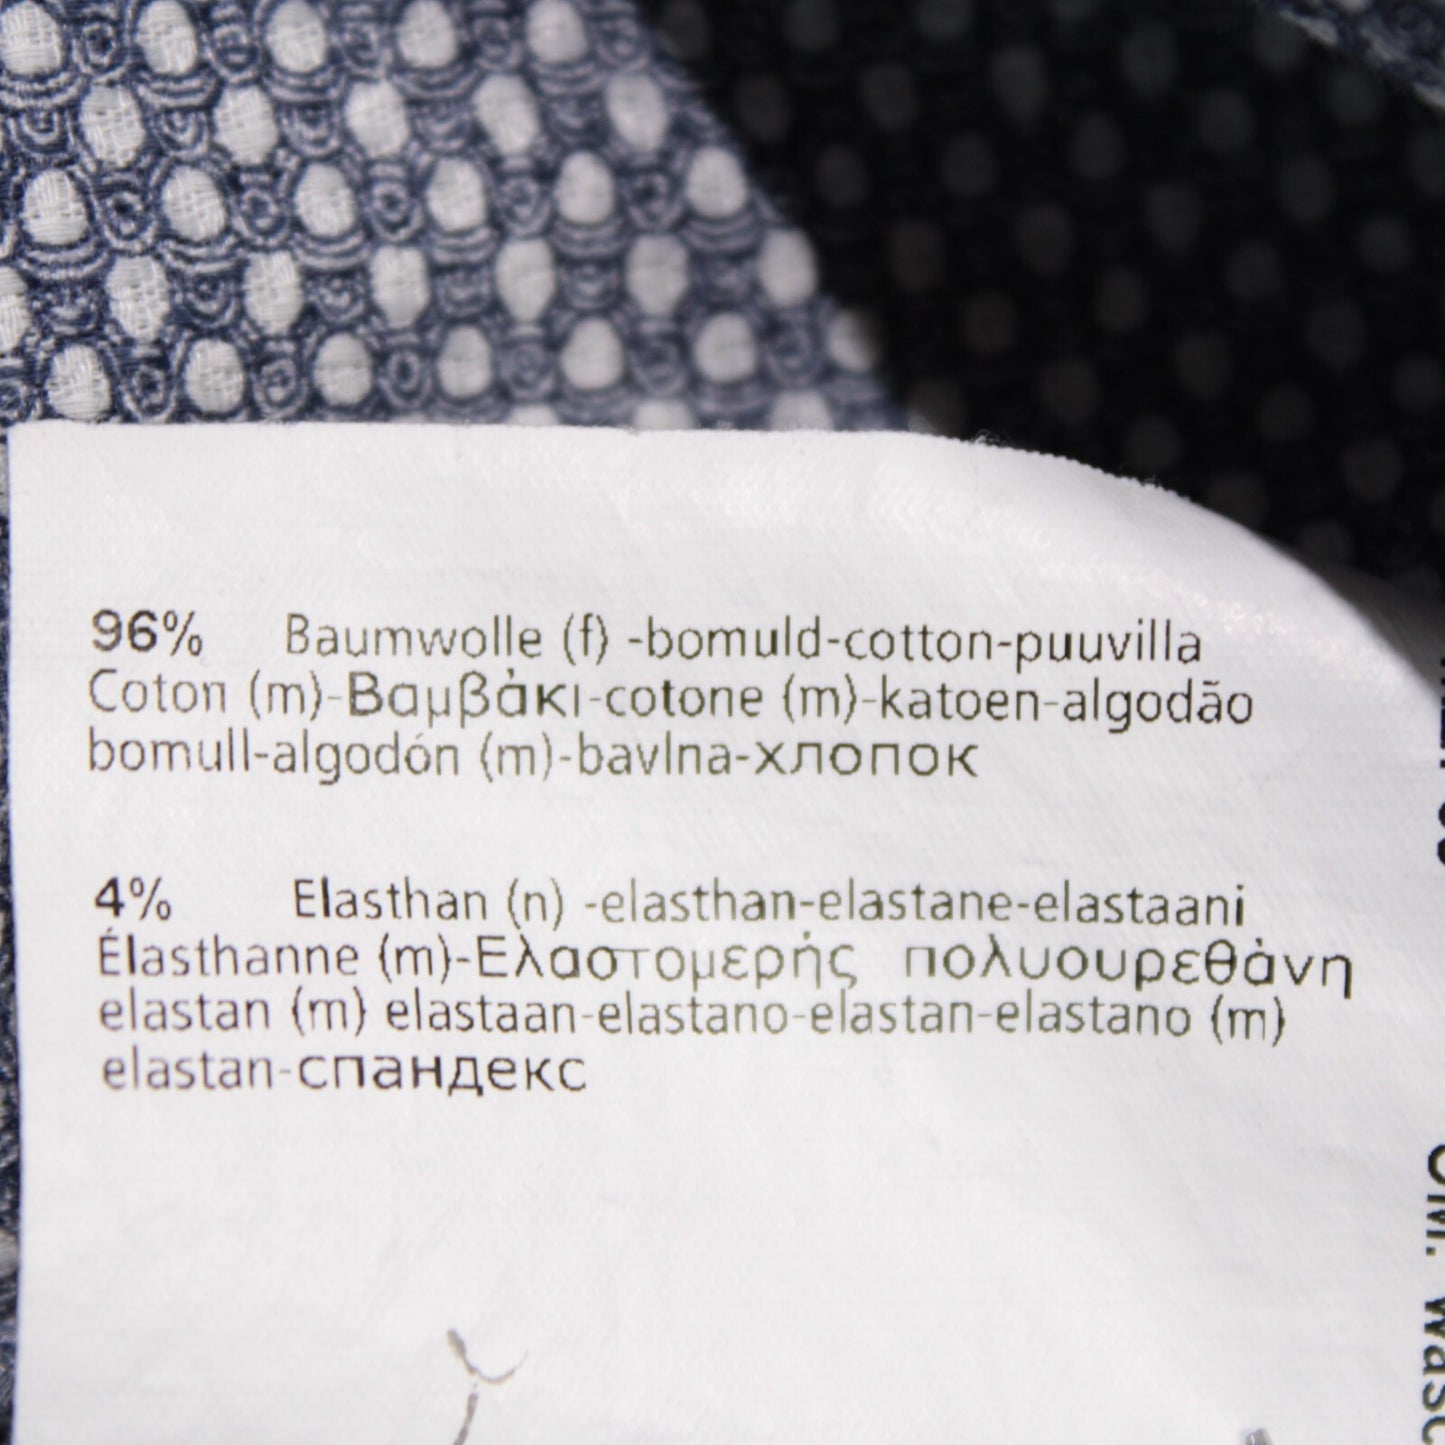 96% Baumwolle (f) -bomuld-cotton-puuvilla
Coton (m)-Βαμβάκι-cotone (m)-katoen-algodão
bomull-algodón (m)-bavlna-хлопок
4% Elasthan (n) -elasthan-elastane-elastaani
Élasthanne (m)-Ελαστομερής πολυουρεθάνη
elastan (m) elastaan-elastano-elastan-elastano (m)
elastan-спандекс